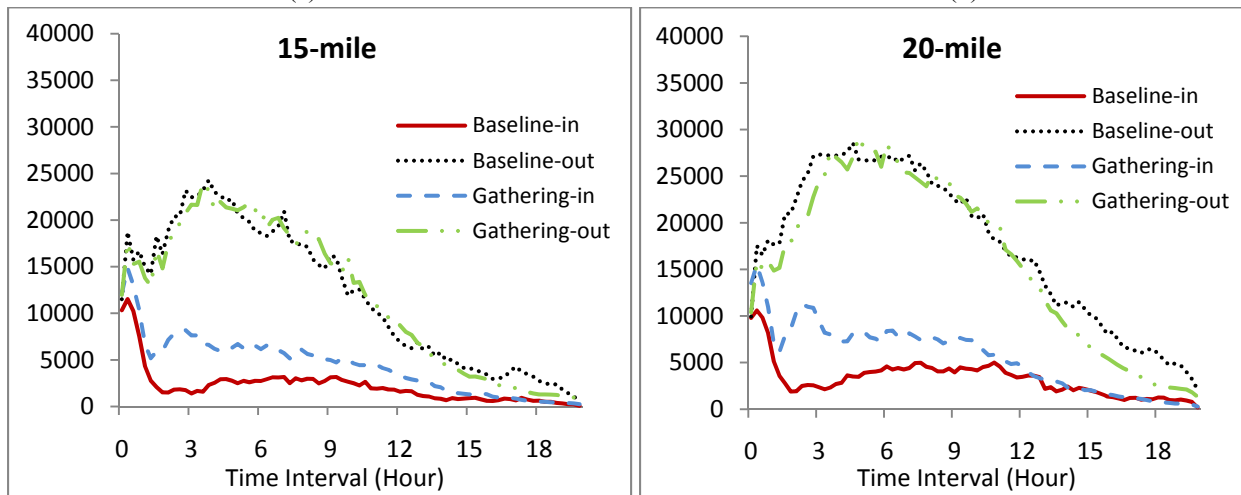 15-mile
40000
35000
30000
25000
20000
15000
10000
5000
0
Baseline-in
Baseline-out
Gathering-in
Gathering-out
0 3 6 9 12 15 18
Time Interval (Hour)
20-mile
40000
35000
30000
25000
20000
15000
10000
5000
0
Baseline-in
Baseline-out
Gathering-in
Gathering-out
0 3 6 9 12 15 18
Time Interval (Hour)